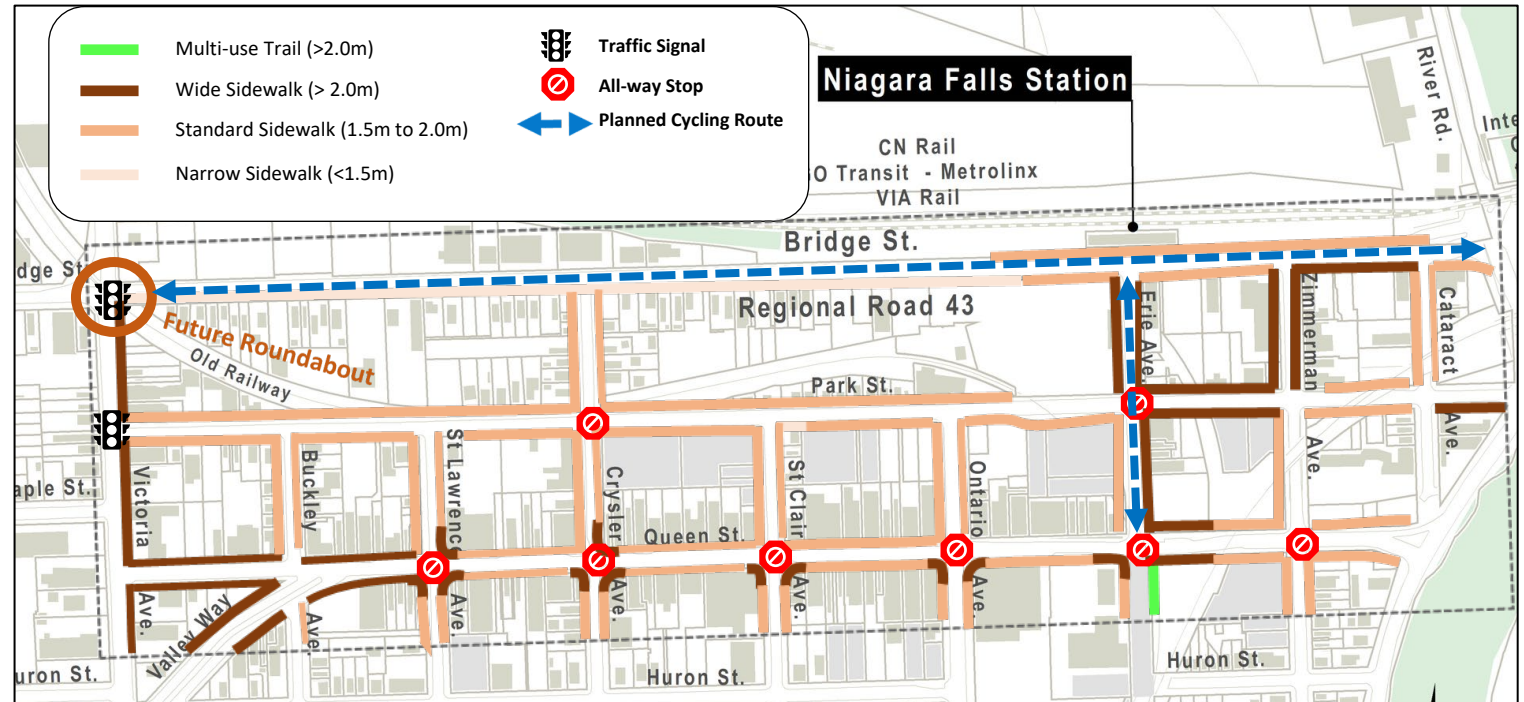 Multi-use Trail (>2.0m)
Wide Sidewalk (> 2.0m)
Standard Sidewalk (1.5m to 2.0m)
Narrow Sidewalk (<1.5m)
Traffic Signal
All-way Stop
Planned Cycling Route
Niagara Falls Station
River Rd.
Inte
CN Rail
O Transit - Metrolinx
VIA Rail
Bridge St.
dge St
Regional Road 43
Future Roundabout
Old Railway
Park St.
Erie Ave.
Zimmerman
Cataract
Ave.
Ave.
aple St.
Victoria
Buckley
St Lawrence
Crysler
St Clair
Ontario
Queen St.
Ave.
Ave.
Ave.
Ave.
Ave.
Ave.
Valley Way
uron St.
Huron St.
Huron St.